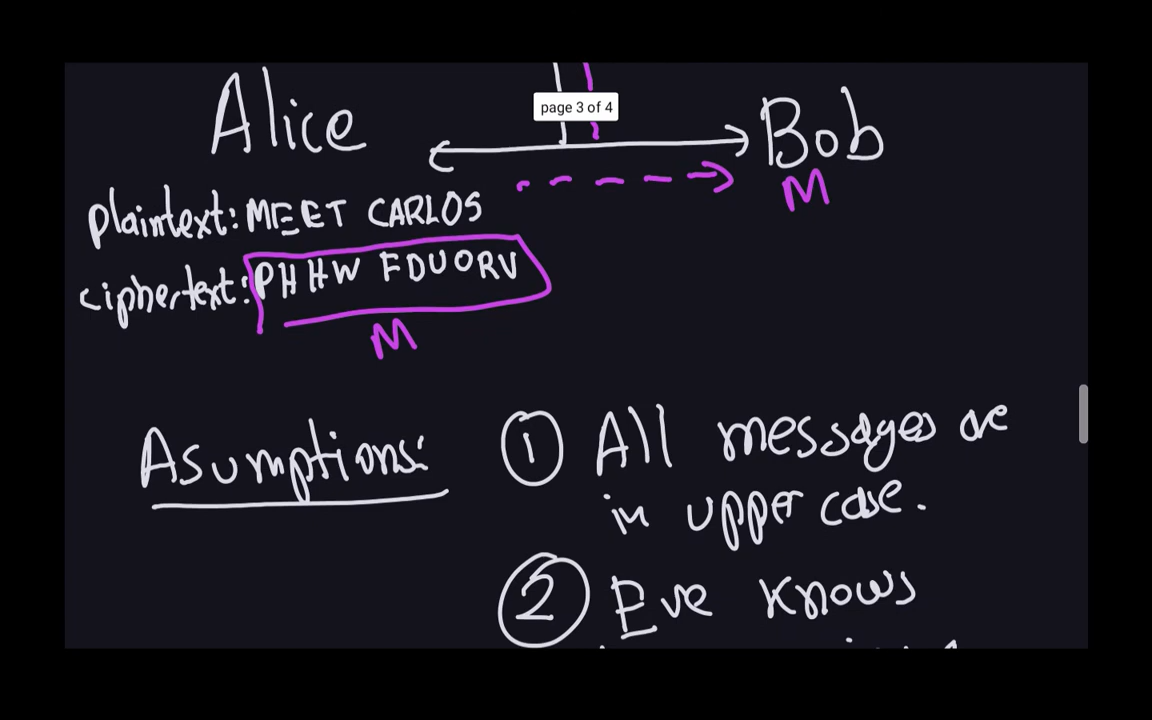 page 3 of 4
Alice
Bob
M
plaintext: MEET CARLOS
ciphertext: PHHW FDUORV
M
Asumptions:
1 All messages are
in upper case.
2 Eve knows